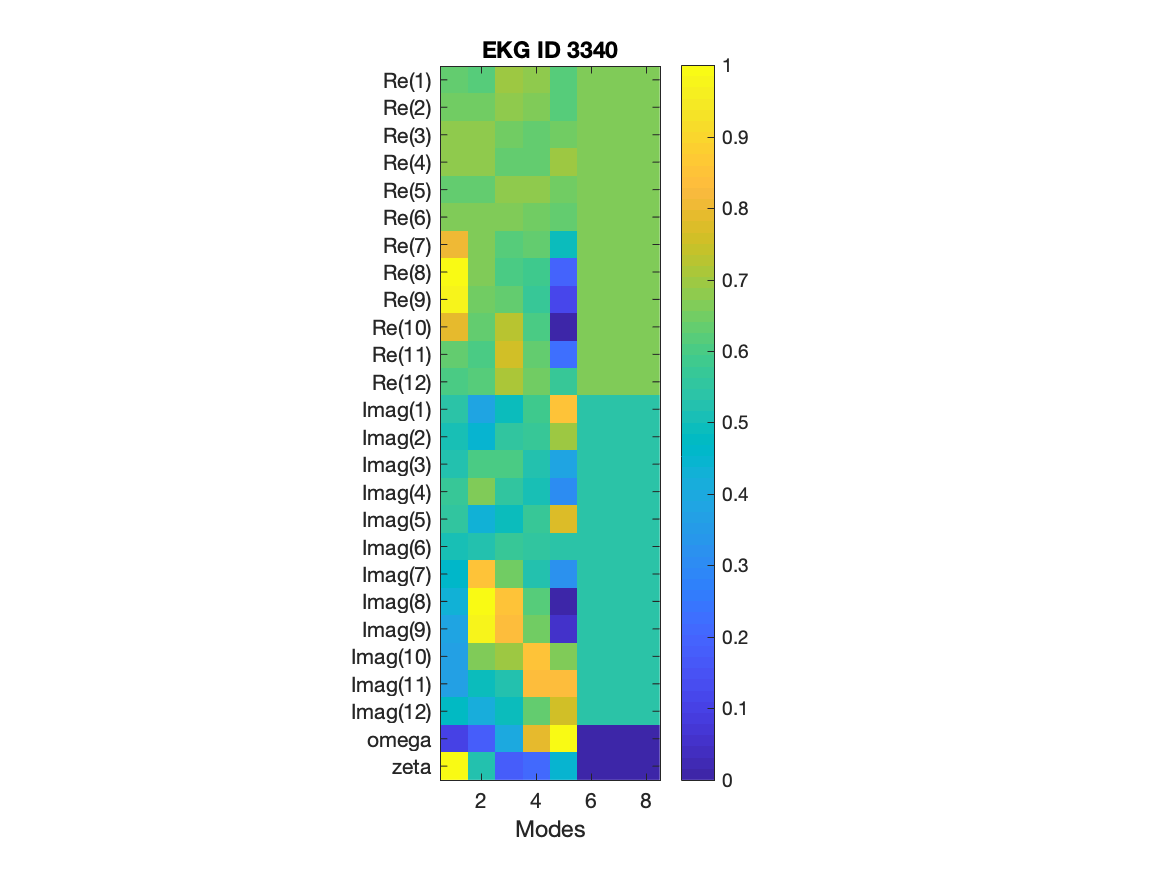 EKG ID 3340
Re(1)
Re(2)
Re(3)
Re(4)
Re(5)
Re(6)
Re(7)
Re(8)
Re(9)
Re(10)
Re(11)
Re(12)
Imag(1)
Imag(2)
Imag(3)
Imag(4)
Imag(5)
Imag(6)
Imag(7)
Imag(8)
Imag(9)
Imag(10)
Imag(11)
Imag(12)
omega
zeta
2 4 6 8
Modes
1
0.9
0.8
0.7
0.6
0.5
0.4
0.3
0.2
0.1
0